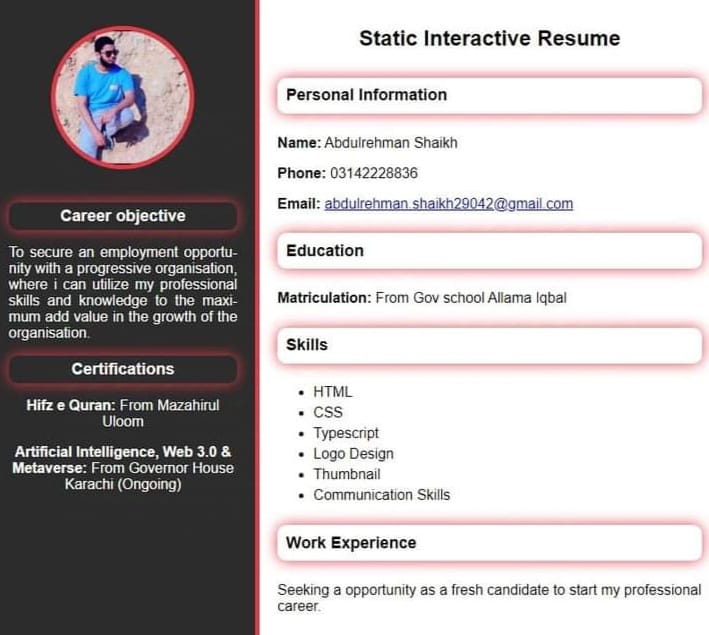 Career objective
To secure an employment opportu-
nity with a progressive organisation,
where i can utilize my professional
skills and knowledge to the maxi-
mum add value in the growth of the
organisation.
Certifications
Hifz e Quran: From Mazahirul
Uloom
Artificial Intelligence, Web 3.0 &
Metaverse: From Governor House
Karachi (Ongoing)
Static Interactive Resume
Personal Information
Name: Abdulrehman Shaikh
Phone: 03142228836
Email: abdulrehman.shaikh29042@gmail.com
Education
Matriculation: From Gov school Allama Iqbal
Skills
• HTML
• CSS
• Typescript
• Logo Design
• Thumbnail
• Communication Skills
Work Experience
Seeking a opportunity as a fresh candidate to start my professional
career.